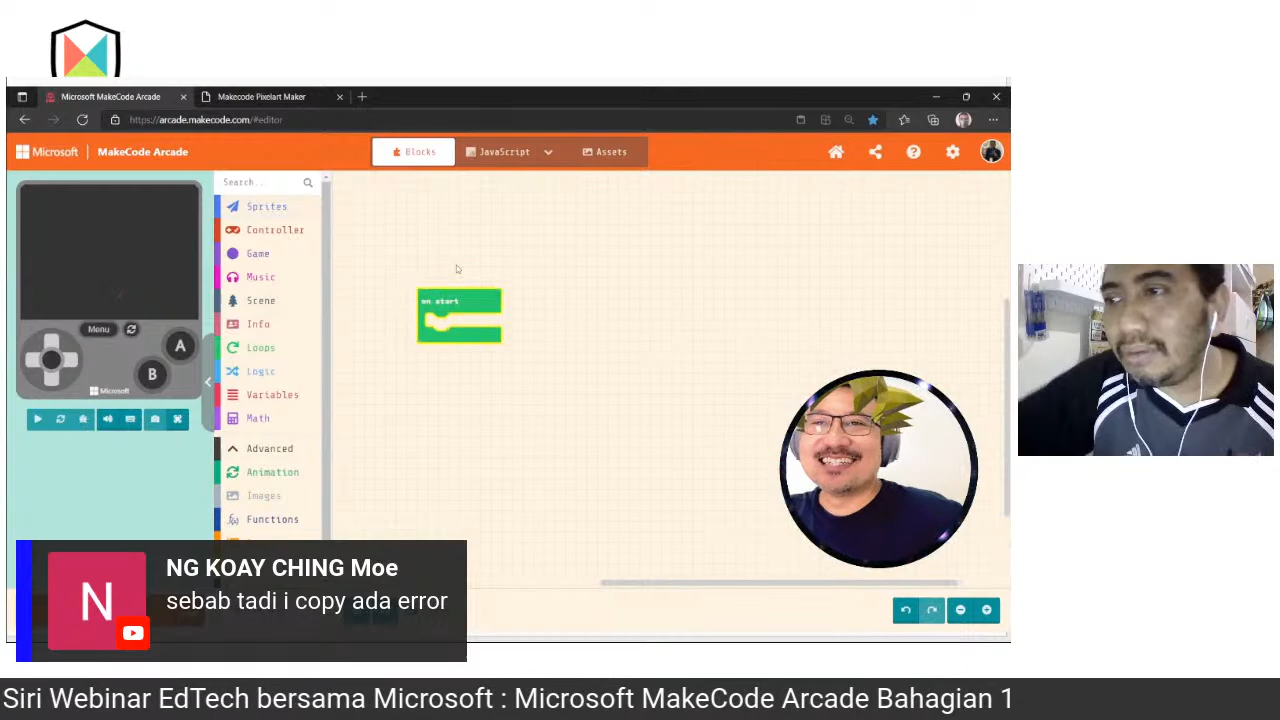 Microsoft MakeCode Arcade
Makecode Pixelart Maker
https://arcade.makecode.com/#editor
Microsoft
MakeCode Arcade
Blocks
JavaScript
Assets
Search...
Sprites
Controller
Game
Music
Scene
Info
Loops
Logic
Variables
Math
Advanced
Animation
Images
Functions
on start
Menu
A
B
Microsoft
N
NG KOAY CHING Moe
sebab tadi i copy ada error
Siri Webinar EdTech bersama Microsoft : Microsoft MakeCode Arcade Bahagian 1